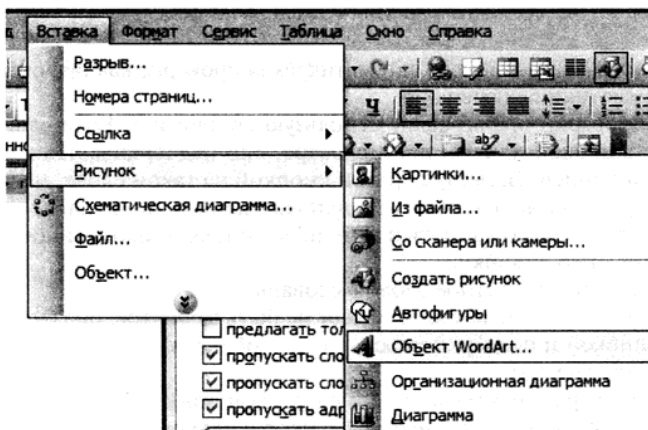 Вставка Формат Сервис Таблица Окно Справка
Разрыв...
Номера страниц...
Ссылка
Рисунок
Схематическая диаграмма...
Файл...
Объект...
Картинки...
Из файла...
Со сканера или камеры...
Создать рисунок
Автофигуры
Объект WordArt...
Организационная диаграмма
Диаграмма
предлагать тол
пропускать сло
пропускать сло
пропускать адр